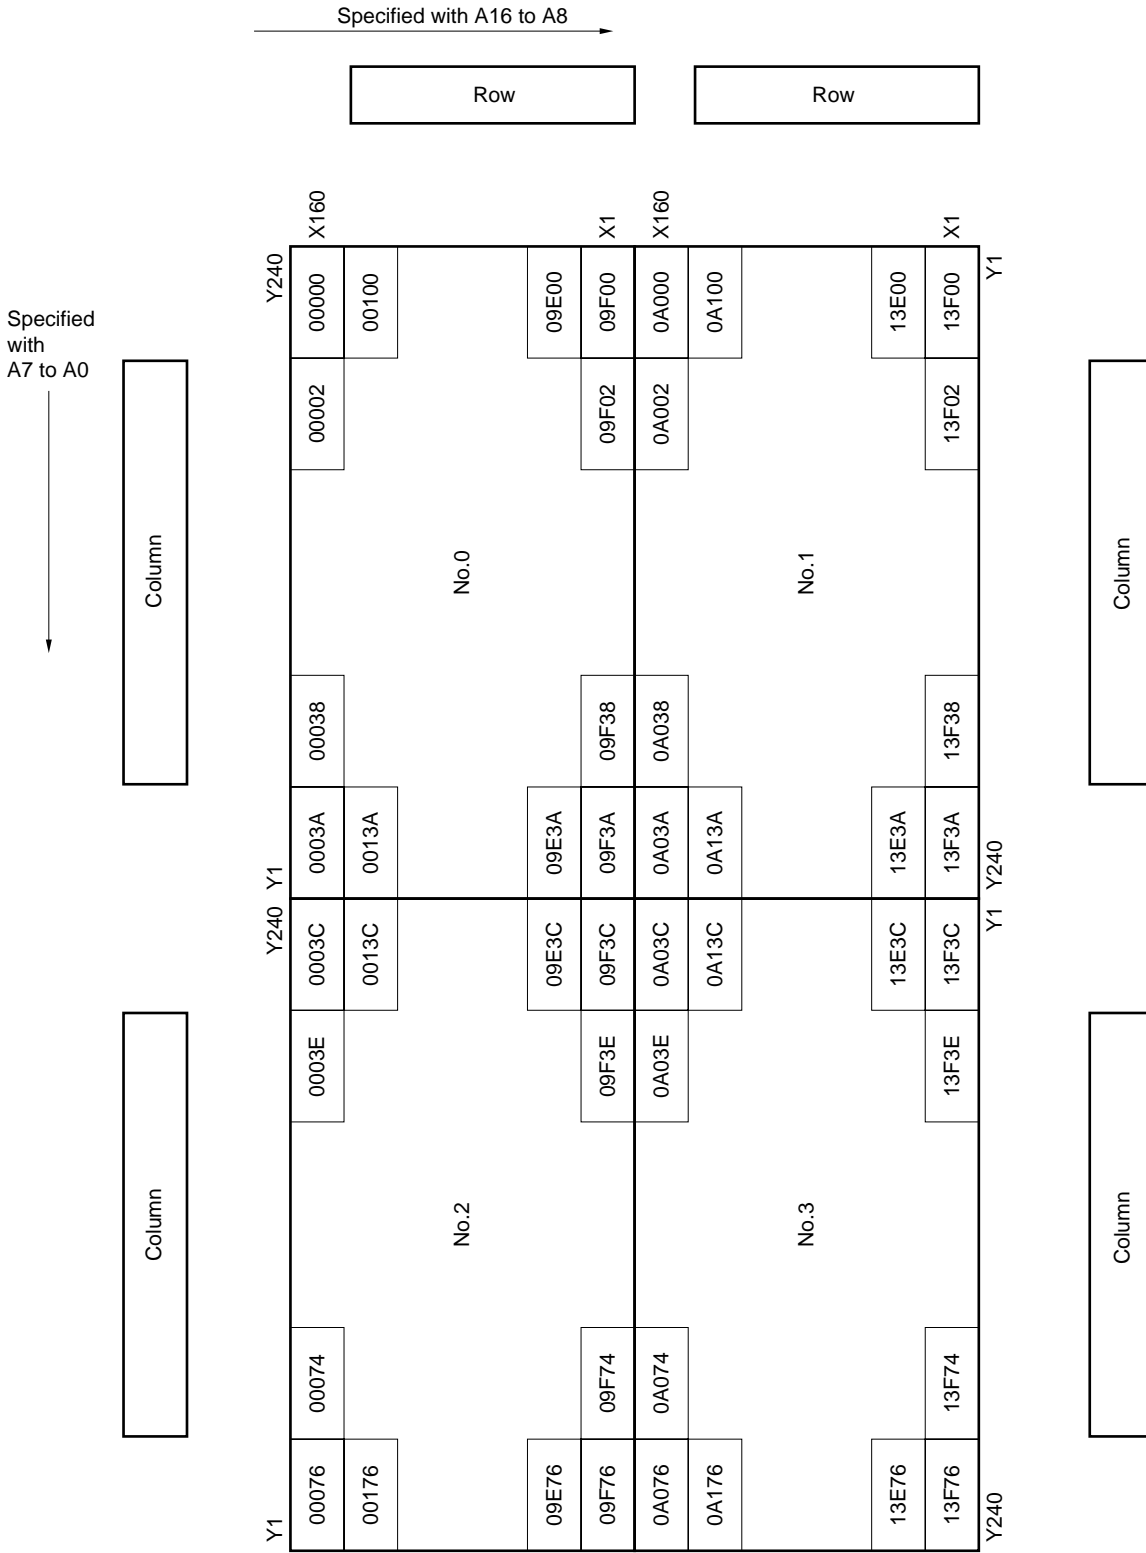 Specified with A16 to A8
Row
Row
X160
X1
X160
X1
Y240
00000
09F00
0A000
13F00
Y1
00100
09E00
0A100
13E00
Specified
with
A7 to A0
00002
09F02
0A002
13F02
Column
No.0
No.1
Column
00038
09F38
0A038
13F38
Y1
0003A
0013A
09E3A
09F3A
0A03A
0A13A
13E3A
13F3A
Y240
Y240
0003C
0013C
09E3C
09F3C
0A03C
0A13C
13E3C
13F3C
Y1
0003E
09F3E
0A03E
13F3E
Column
No.2
No.3
Column
00074
09F74
0A074
13F74
Y1
00076
00176
09E76
09F76
0A076
0A176
13E76
13F76
Y240